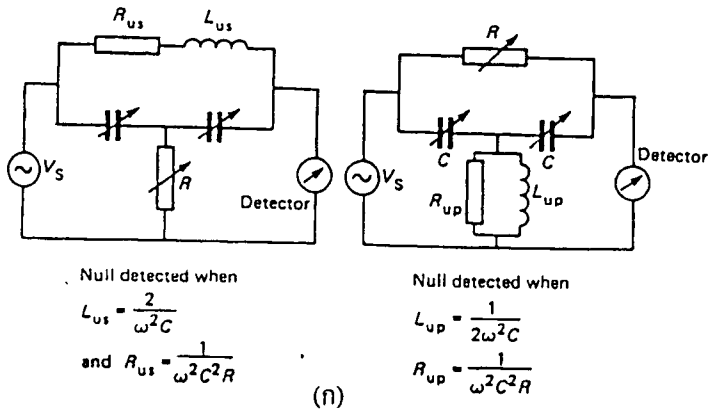 R_us L_us
V_S
R
Detector
Null detected when
L_us = 2/ω²C
and R_us = 1/ω²C²R
R
C C
V_S
R_up L_up
Detector
Null detected when
L_up = 1/2ω²C
R_up = 1/ω²C²R
(ก)